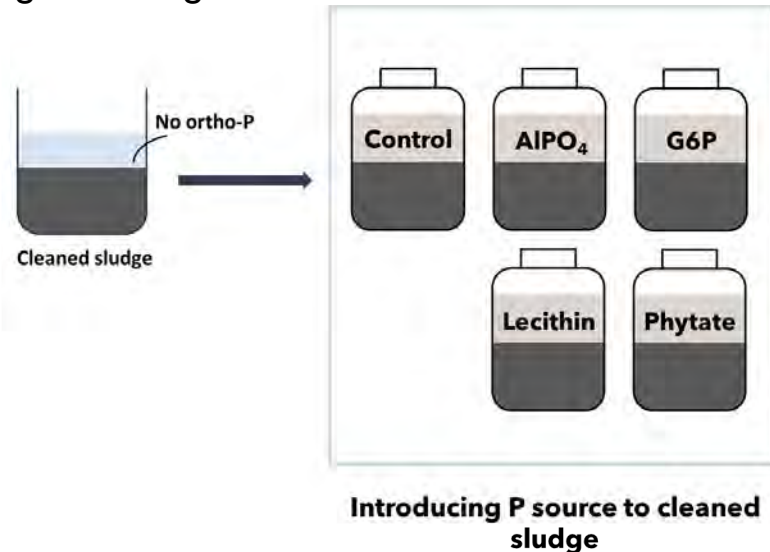 No ortho-P
Cleaned sludge
Control
AlPO₄
G6P
Lecithin
Phytate
Introducing P source to cleaned
sludge